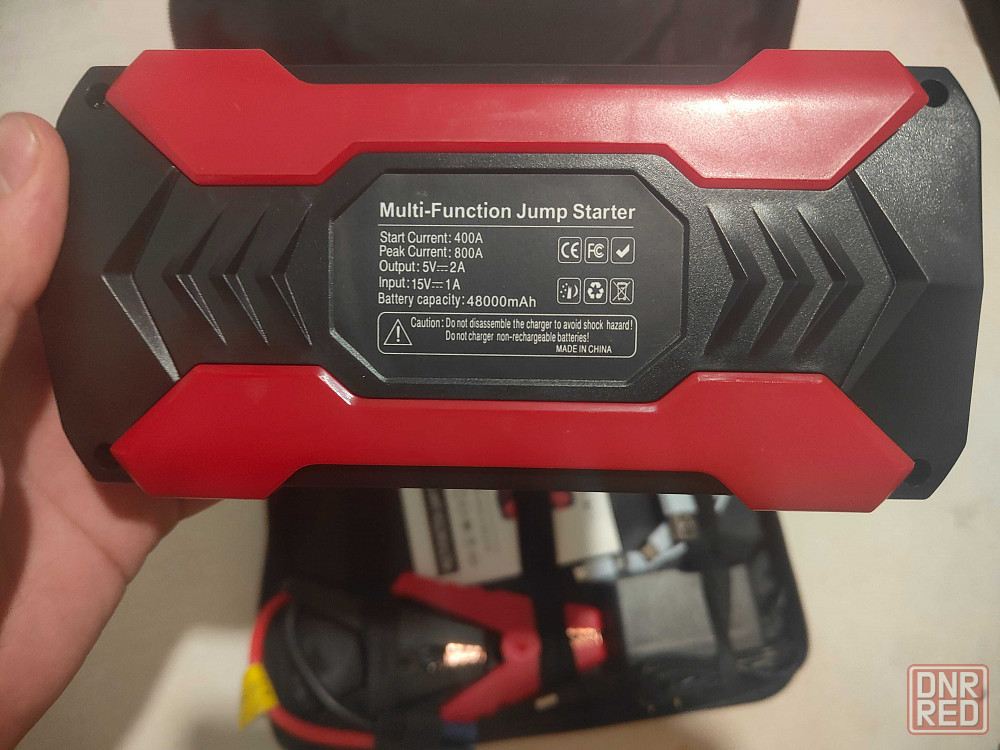 Multi-Function Jump Starter
Start Current: 400A
Peak Current: 800A
Output: 5V⎓2A
Input: 15V⎓1A
Battery capacity: 48000mAh
CE FC
Caution: Do not disassemble the charger to avoid shock hazard!
Do not charger non-rechargeable batteries!
MADE IN CHINA
DNR
RED